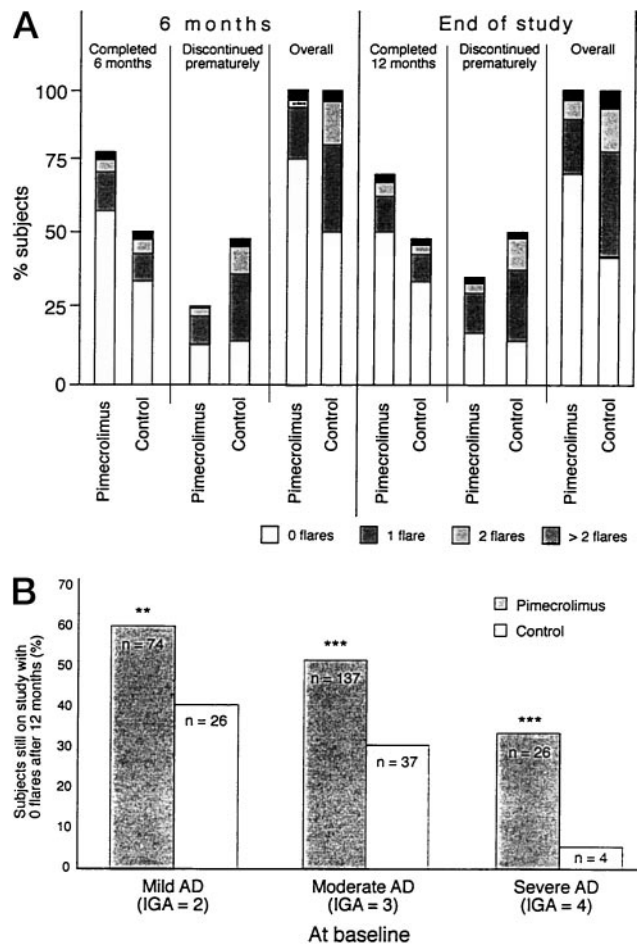 A
6 months
End of study
Completed
6 months
Discontinued
prematurely
Overall
Completed
12 months
Discontinued
prematurely
Overall
% subjects
100
75
50
25
0
Pimecrolimus
Control
Pimecrolimus
Control
Pimecrolimus
Control
Pimecrolimus
Control
Pimecrolimus
Control
Pimecrolimus
Control
0 flares
1 flare
2 flares
> 2 flares
B
Subjects still on study with
0 flares after 12 months (%)
70
60
50
40
30
20
10
0
**
n = 74
n = 26
***
n = 137
n = 37
***
n = 26
n = 4
Pimecrolimus
Control
Mild AD
(IGA = 2)
Moderate AD
(IGA = 3)
Severe AD
(IGA = 4)
At baseline